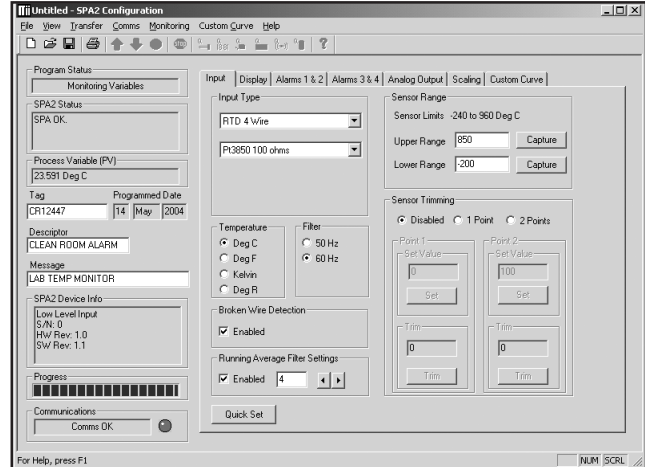 Untitled - SPA2 Configuration
File View Transfer Comms Monitoring Custom Curve Help
Program Status
Monitoring Variables
SPA2 Status
SPA OK.
Process Variable (PV)
23.591 Deg C
Tag
Programmed Date
CR12447
14 May 2004
Descriptor
CLEAN ROOM ALARM
Message
LAB TEMP MONITOR
SPA2 Device Info
Low Level Input
S/N: 0
HW Rev: 1.0
SW Rev: 1.1
Progress
Communications
Comms OK
Input Display Alarms 1 & 2 Alarms 3 & 4 Analog Output Scaling Custom Curve
Input Type
RTD 4 Wire
Pt3850 100 ohms
Temperature
Deg C
Deg F
Kelvin
Deg R
Filter
50 Hz
60 Hz
Broken Wire Detection
Enabled
Running Average Filter Settings
Enabled 4
Quick Set
Sensor Range
Sensor Limits -240 to 960 Deg C
Upper Range 850 Capture
Lower Range -200 Capture
Sensor Trimming
Disabled 1 Point 2 Points
Point 1
Set Value
0
Set
Trim
0
Trim
Point 2
Set Value
100
Set
Trim
0
Trim
For Help, press F1
NUM SCRL